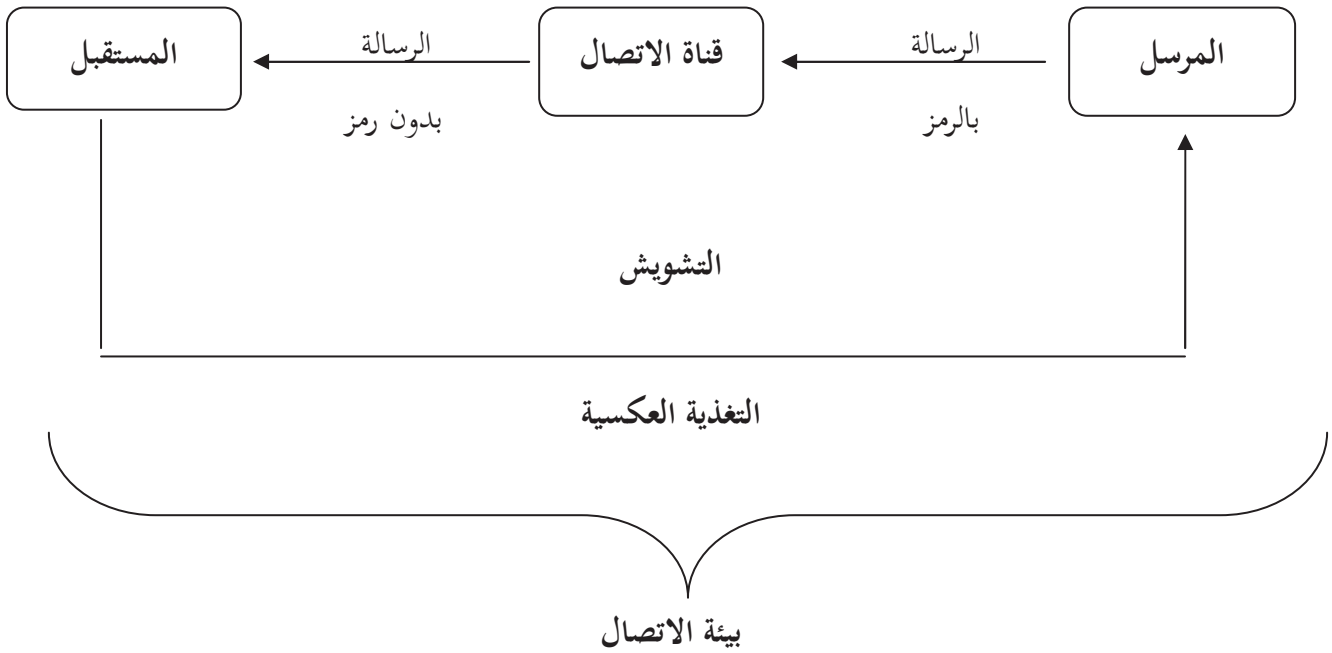 المرسل
الرسالة
بالرمز
قناة الاتصال
الرسالة
بدون رمز
المستقبل
التشويش
التغذية العكسية
بيئة الاتصال